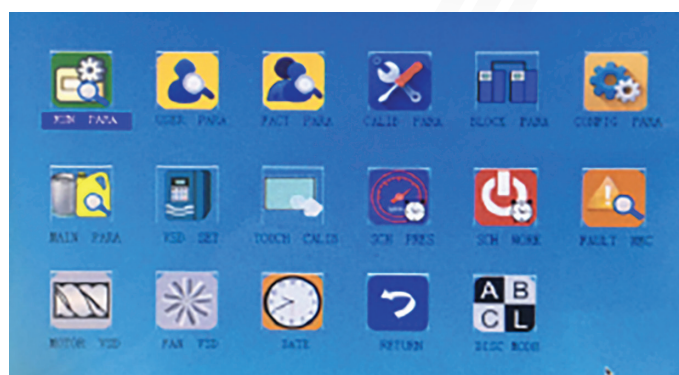 RUN PARA
USER PARA
FACT PARA
CALIB PARA
BLOCK PARA
CONFIG PARA
MAIN PARA
VSD SET
TOUCH CALIB
SCH PRES
SCH WORK
FAULT REC
MOTOR VSD
FAN VSD
DATE
RETURN
A B
C L
DISC MODE